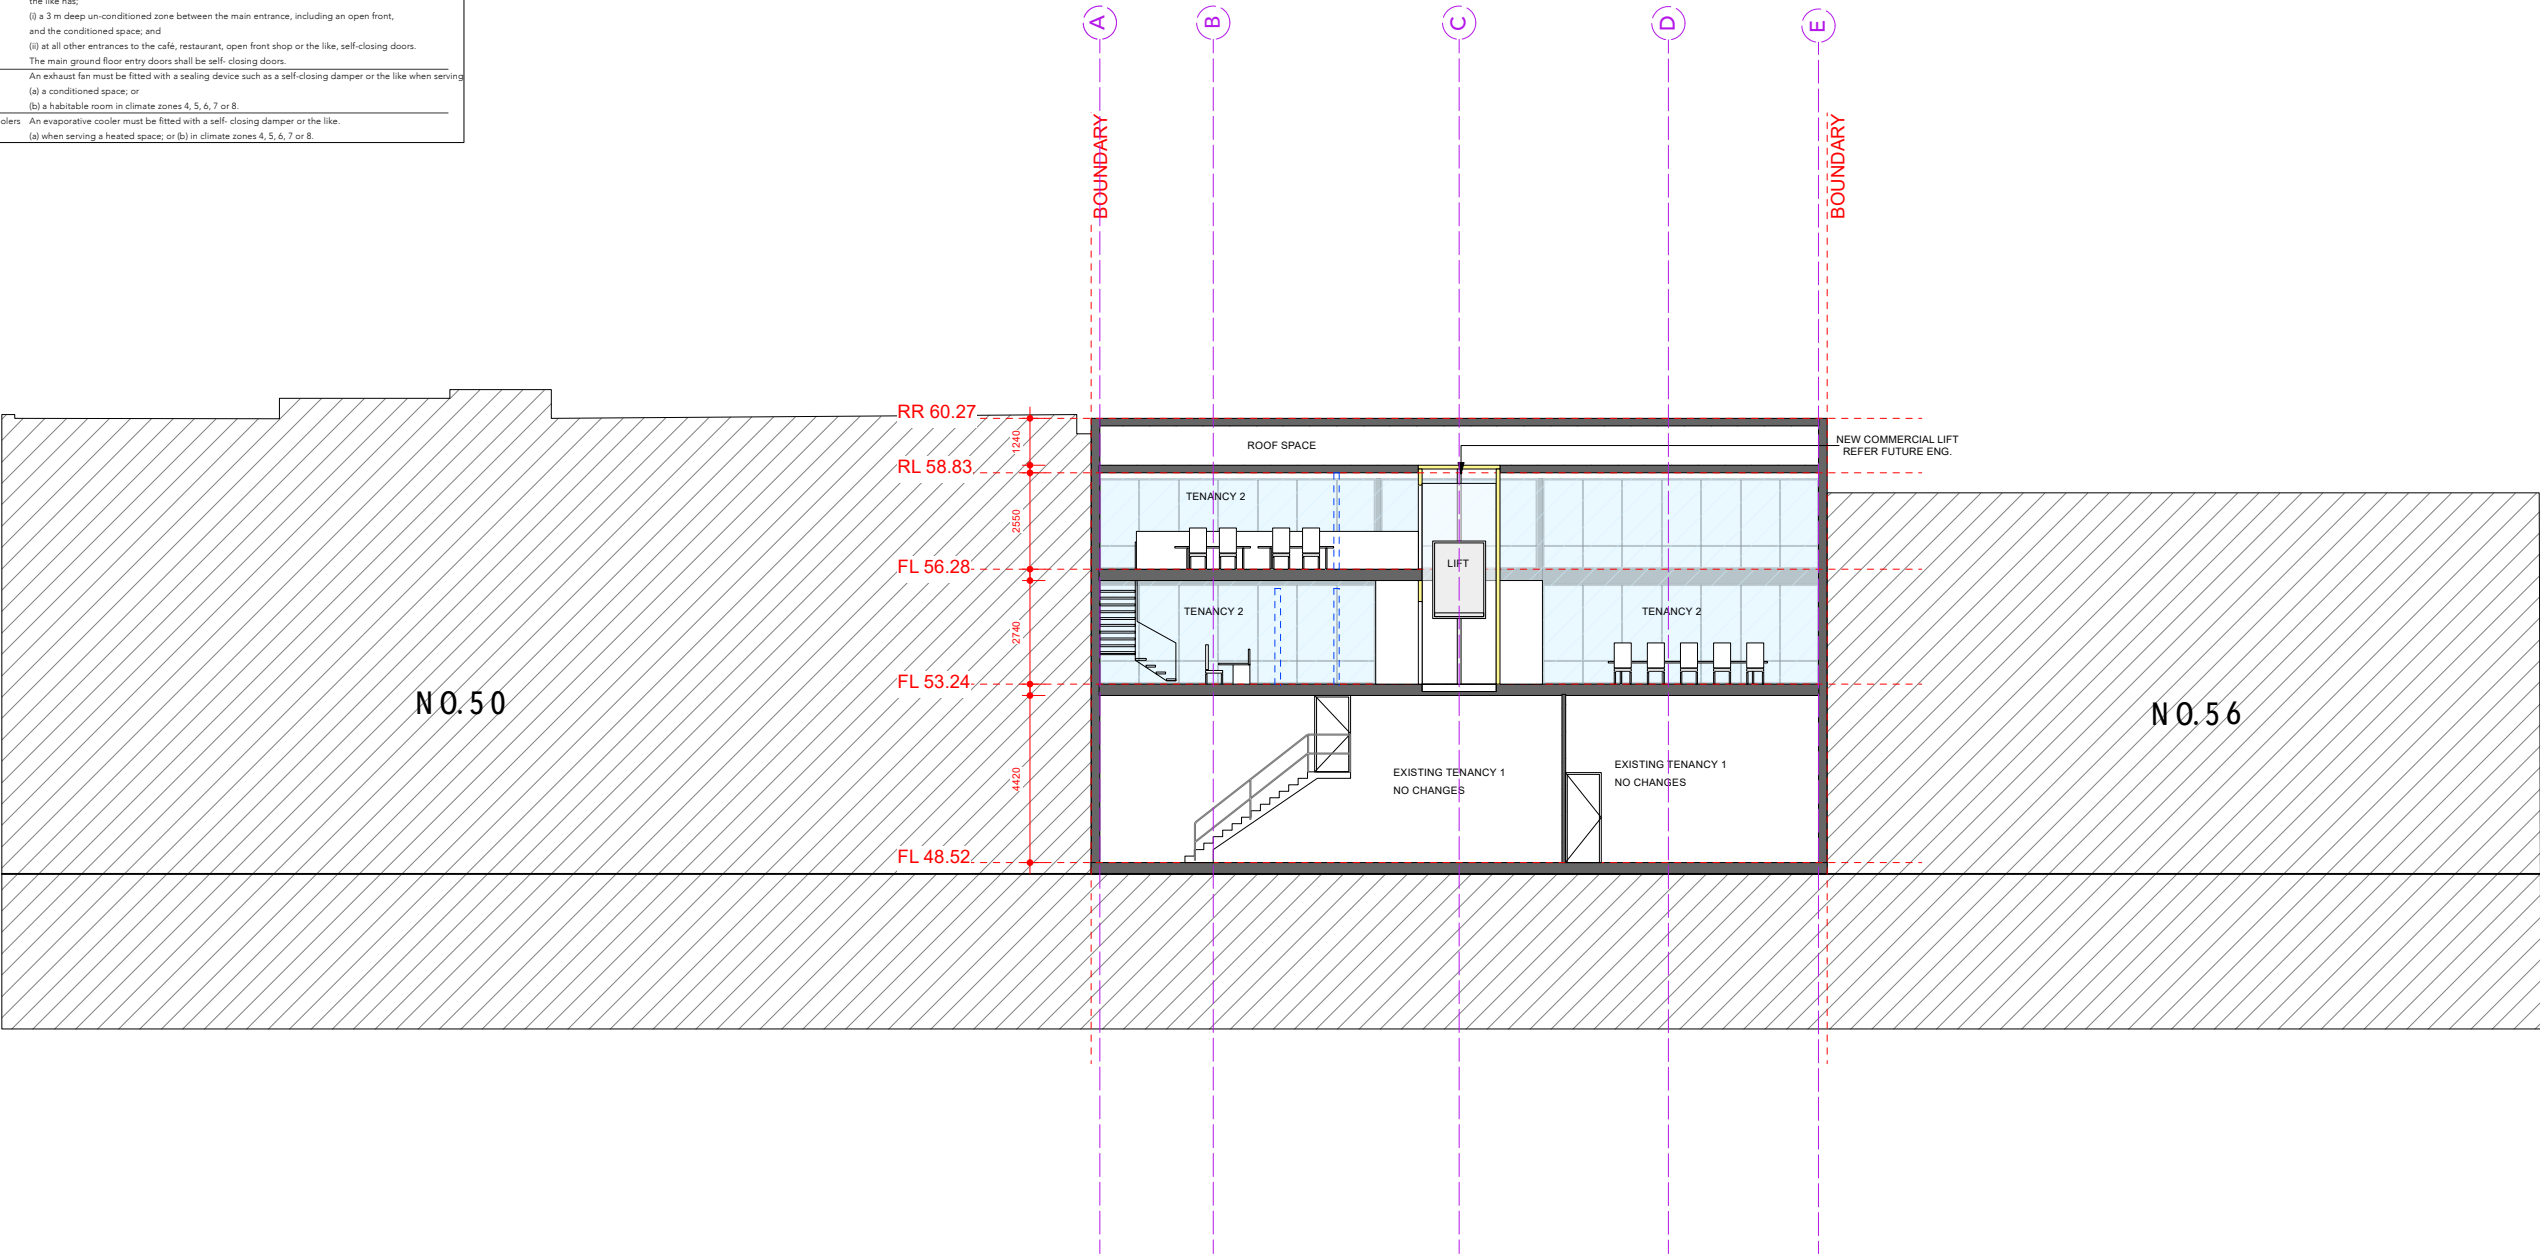 the like has;
(i) a 3 m deep un-conditioned zone between the main entrance, including an open front,
and the conditioned space; and
(ii) at all other entrances to the café, restaurant, open front shop or the like, self-closing doors.
The main ground floor entry doors shall be self- closing doors.
An exhaust fan must be fitted with a sealing device such as a self-closing damper or the like when serving
(a) a conditioned space; or
(b) a habitable room in climate zones 4, 5, 6, 7 or 8.
olers An evaporative cooler must be fitted with a self- closing damper or the like.
(a) when serving a heated space; or (b) in climate zones 4, 5, 6, 7 or 8.
A
B
C
D
E
BOUNDARY
BOUNDARY
RR 60.27
1240
ROOF SPACE
NEW COMMERCIAL LIFT
REFER FUTURE ENG.
RL 58.83
TENANCY 2
2550
LIFT
FL 56.28
TENANCY 2
TENANCY 2
2740
FL 53.24
NO.50
NO.56
EXISTING TENANCY 1
NO CHANGES
EXISTING TENANCY 1
NO CHANGES
4420
FL 48.52